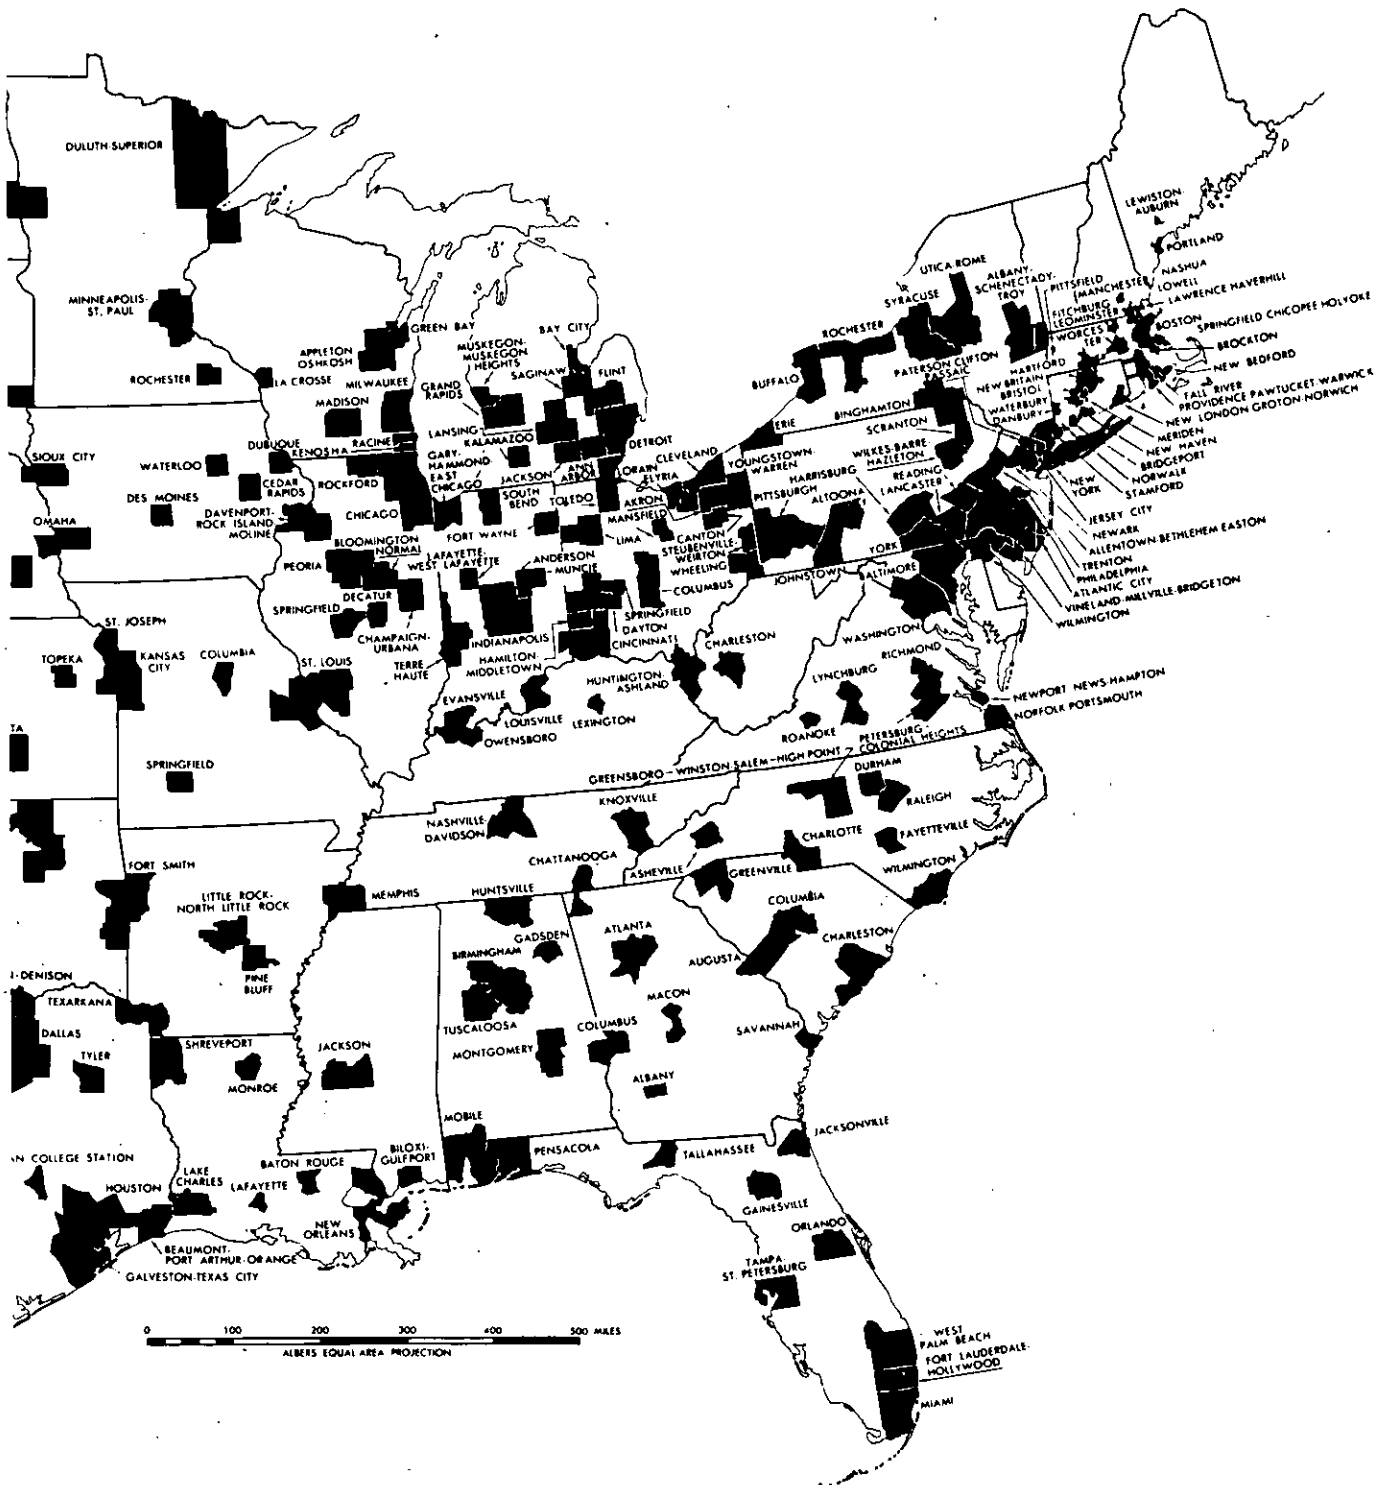 DULUTH-SUPERIOR
MINNEAPOLIS-
ST. PAUL
ROCHESTER
LA CROSSE
GREEN BAY
APPLETON
OSHKOSH
MILWAUKEE
MADISON
RACINE
KENOSHA
DUBUQUE
SIOUX CITY
WATERLOO
CEDAR
RAPIDS
DES MOINES
DAVENPORT-
ROCK ISLAND
MOLINE
OMAHA
ROCKFORD
CHICAGO
GARY-
HAMMOND-
EAST
CHICAGO
BAY CITY
MUSKEGON-
MUSKEGON
HEIGHTS
SAGINAW
FLINT
GRAND
RAPIDS
LANSING
KALAMAZOO
JACKSON
ANN
ARBOR
DETROIT
SOUTH
BEND
TOLEDO
FORT WAYNE
LIMA
LORAIN
ELYRIA
CLEVELAND
AKRON
MANSFIELD
CANTON
YOUNGSTOWN-
WARREN
STEUBENVILLE-
WEIRTON
WHEELING
PITTSBURGH
ERIE
BLOOMINGTON
NORMAL
PEORIA
LAFAYETTE-
WEST LAFAYETTE
ANDERSON
MUNCIE
DECATUR
SPRINGFIELD
CHAMPAIGN-
URBANA
TERRE
HAUTE
INDIANAPOLIS
HAMILTON-
MIDDLETOWN
COLUMBUS
SPRINGFIELD
DAYTON
CINCINNATI
ST. JOSEPH
TOPEKA
KANSAS
CITY
COLUMBIA
ST. LOUIS
EVANSVILLE
OWENSBORO
LOUISVILLE
LEXINGTON
HUNTINGTON-
ASHLAND
CHARLESTON
TA
SPRINGFIELD
LEWISTON-
AUBURN
PORTLAND
UTICA-ROME
ALBANY-
SCHENECTADY-
TROY
SYRACUSE
ROCHESTER
BUFFALO
PITTSFIELD
MANCHESTER
NASHUA
LOWELL
LAWRENCE HAVERHILL
FITCHBURG
LEOMINSTER
WORCES
TER
BOSTON
SPRINGFIELD CHICOPEE HOLYOKE
BROCKTON
NEW BEDFORD
FALL
RIVER
PROVIDENCE PAWTUCKET-WARWICK
NEW LONDON GROTON-NORWICH
HARTFORD
NEW BRITAIN
BRISTOL
WATERBURY
DANBURY
MERIDEN
NEW HAVEN
BRIDGEPORT
NORWALK
STAMFORD
PATERSON CLIFTON
PASSAIC
BINGHAMTON
SCRANTON
WILKES-BARRE-
HAZLETON
HARRISBURG
READING
LANCASTER
ALTOONA
JOHNSTOWN
YORK
NEW
YORK
JERSEY CITY
NEWARK
ALLENTOWN-BETHLEHEM EASTON
TRENTON
PHILADELPHIA
ATLANTIC CITY
VINELAND-MILLVILLE-BRIDGETON
WILMINGTON
BALTIMORE
WASHINGTON
RICHMOND
LYNCHBURG
ROANOKE
PETERSBURG-
COLONIAL HEIGHTS
NEWPORT NEWS-HAMPTON
NORFOLK PORTSMOUTH
GREENSBORO-WINSTON-SALEM-HIGH POINT
DURHAM
RALEIGH
CHARLOTTE
FAYETTEVILLE
WILMINGTON
ASHEVILLE
GREENVILLE
COLUMBIA
CHARLESTON
NASHVILLE-
DAVIDSON
KNOXVILLE
CHATTANOOGA
MEMPHIS
HUNTSVILLE
FORT SMITH
LITTLE ROCK-
NORTH LITTLE ROCK
PINE
BLUFF
GADSDEN
BIRMINGHAM
TUSCALOOSA
MONTGOMERY
ATLANTA
AUGUSTA
MACON
COLUMBUS
SAVANNAH
ALBANY
-DENISON
TEXARKANA
DALLAS
TYLER
SHREVEPORT
MONROE
JACKSON
MOBILE
PENSACOLA
TALLAHASSEE
JACKSONVILLE
AN COLLEGE STATION
HOUSTON
LAKE
CHARLES
LAFAYETTE
BATON ROUGE
BILOXI-
GULFPORT
NEW
ORLEANS
BEAUMONT-
PORT ARTHUR-ORANGE
GALVESTON-TEXAS CITY
GAINESVILLE
ORLANDO
TAMPA-
ST. PETERSBURG
WEST
PALM BEACH
FORT LAUDERDALE-
HOLLYWOOD
MIAMI
0 100 200 300 400 500 MILES
ALBERS EQUAL AREA PROJECTION